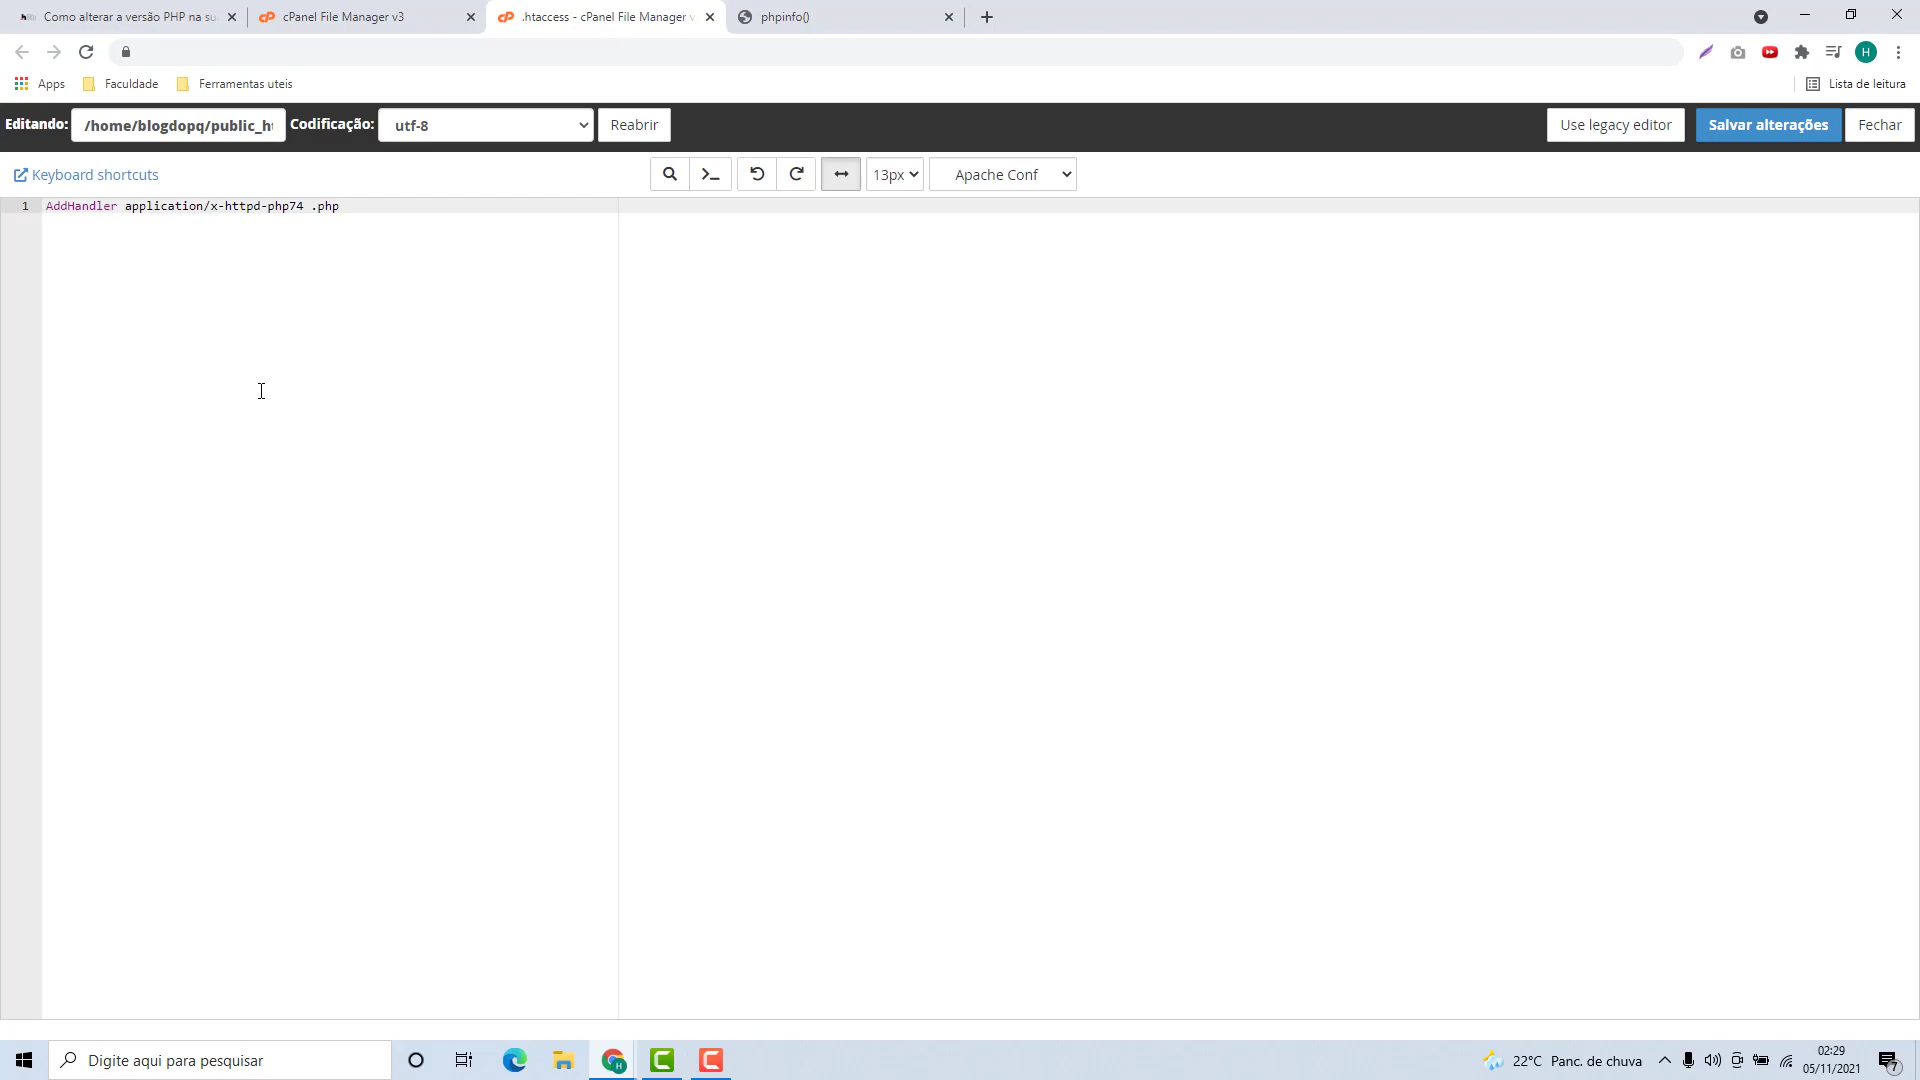 Como alterar a versão PHP na su
cPanel File Manager v3
.htaccess - cPanel File Manager v
phpinfo()
H
Apps
Faculdade
Ferramentas uteis
Lista de leitura
Editando:
/home/blogdopq/public_h
Codificação:
utf-8
Reabrir
Use legacy editor
Salvar alterações
Fechar
Keyboard shortcuts
13px
Apache Conf
1
AddHandler application/x-httpd-php74 .php
Digite aqui para pesquisar
22°C Panc. de chuva
02:29
05/11/2021
7